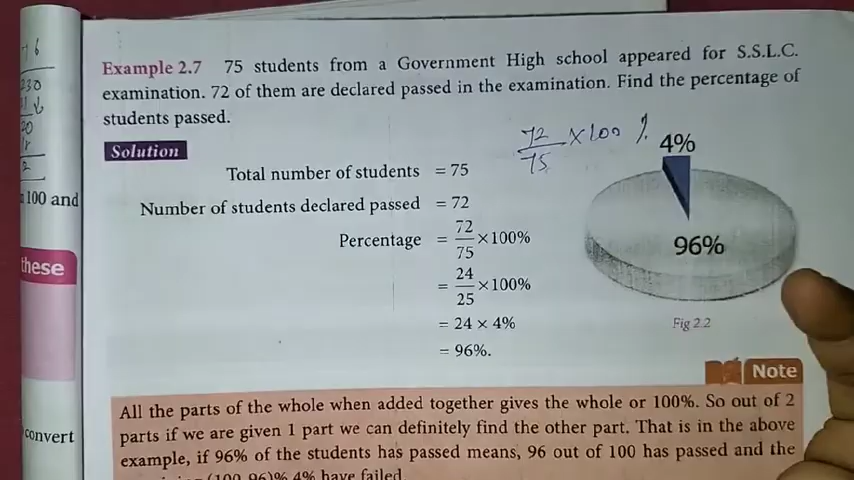 Example 2.7 75 students from a Government High school appeared for S.S.L.C.
examination. 72 of them are declared passed in the examination. Find the percentage of
students passed.
72/75 × 100 %
Solution
Total number of students = 75
Number of students declared passed = 72
Percentage = 72/75 ×100%
= 24/25 ×100%
= 24 × 4%
= 96%.
4%
96%
Fig 2.2
Note
All the parts of the whole when added together gives the whole or 100%. So out of 2
parts if we are given 1 part we can definitely find the other part. That is in the above
example, if 96% of the students has passed means, 96 out of 100 has passed and the
(100-96)% 4% have failed
100 and
these
convert